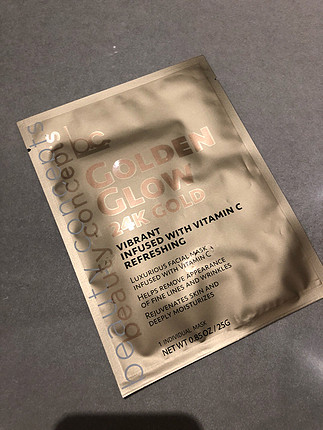 bc
beauty concepts
GOLDEN
GLOW
24K GOLD
VIBRANT
INFUSED WITH VITAMIN C
REFRESHING
LUXURIOUS FACIAL MASK
INFUSED WITH VITAMIN C
HELPS REMOVE APPEARANCE
OF FINE LINES AND WRINKLES
REJUVENATES SKIN AND
DEEPLY MOISTURIZES
1 INDIVIDUAL MASK
NET WT 0.85 OZ / 25G